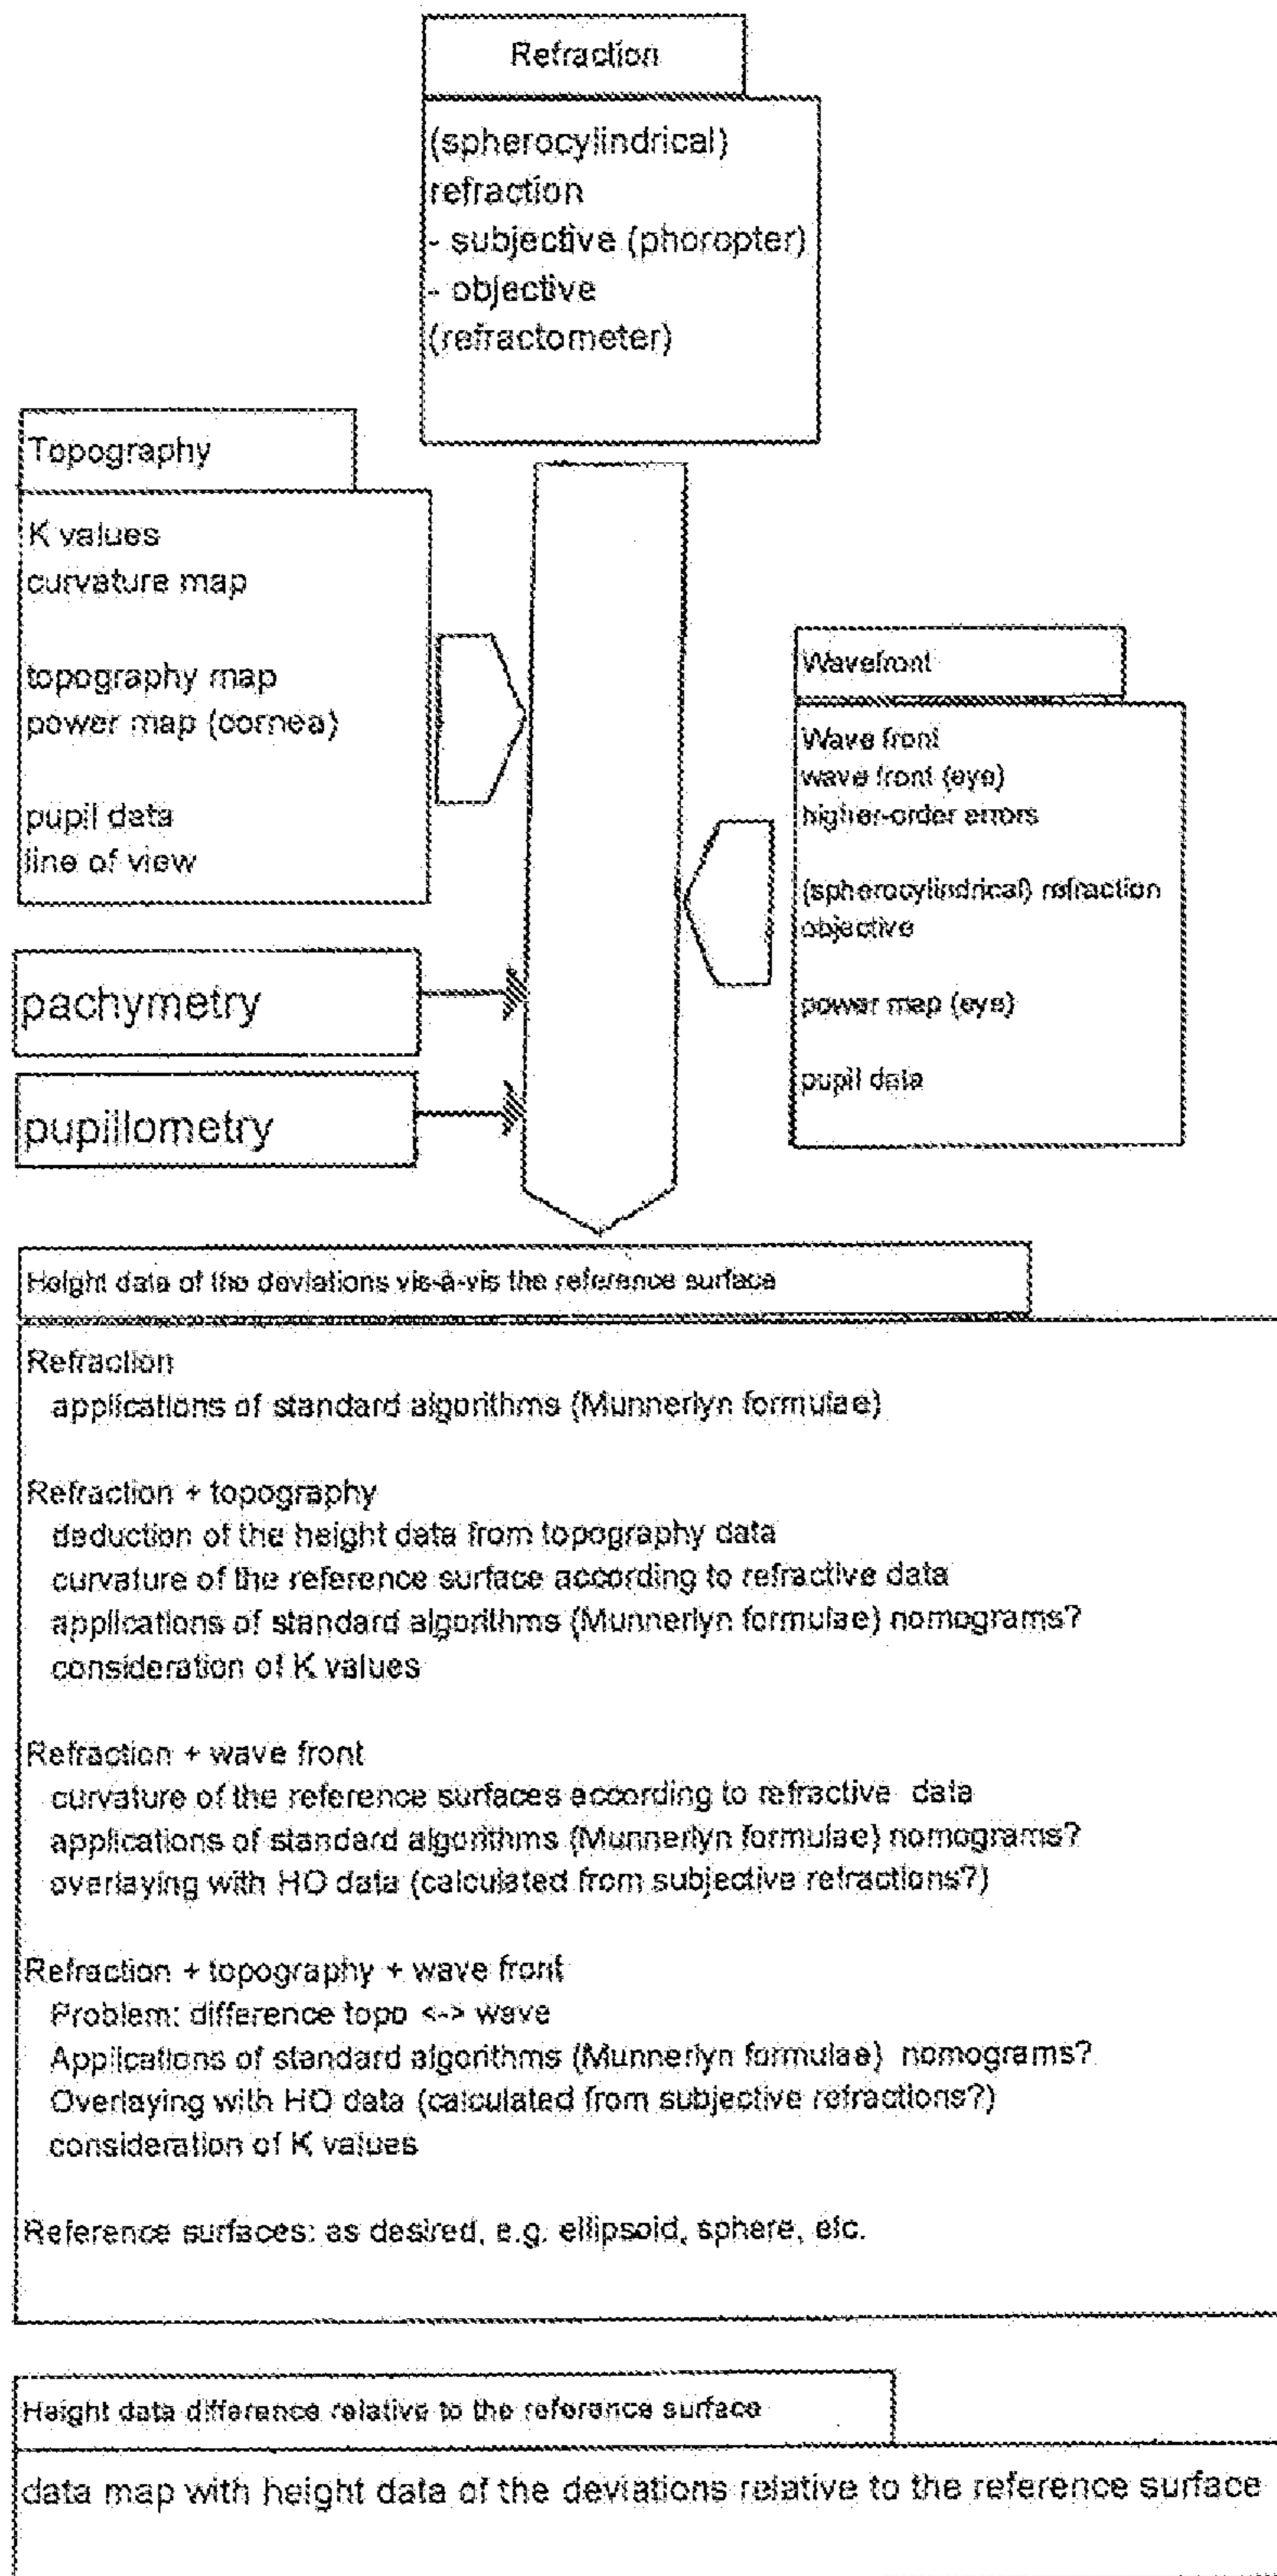 Refraction
(spherocylindrical)
refraction
- subjective (phoropter)
- objective
(refractometer)
Topography
K values
curvature map
topography map
power map (cornea)
pupil data
line of view
pachymetry
pupillometry
Wavefront
Wave front
wave front (eye)
higher-order errors
(spherocylindrical) refraction
objective
power map (eye)
pupil data
Height data of the deviations vis-à-vis the reference surface
Refraction
applications of standard algorithms (Munnerlyn formulae)
Refraction + topography
deduction of the height data from topography data
curvature of the reference surface according to refractive data
applications of standard algorithms (Munnerlyn formulae) nomograms?
consideration of K values
Refraction + wave front
curvature of the reference surfaces according to refractive data
applications of standard algorithms (Munnerlyn formulae) nomograms?
overlaying with HO data (calculated from subjective refractions?)
Refraction + topography + wave front
Problem: difference topo <-> wave
Applications of standard algorithms (Munnerlyn formulae) nomograms?
Overlaying with HO data (calculated from subjective refractions?)
consideration of K values
Reference surfaces: as desired, e.g. ellipsoid, sphere, etc.
Height data difference relative to the reference surface
data map with height data of the deviations relative to the reference surface